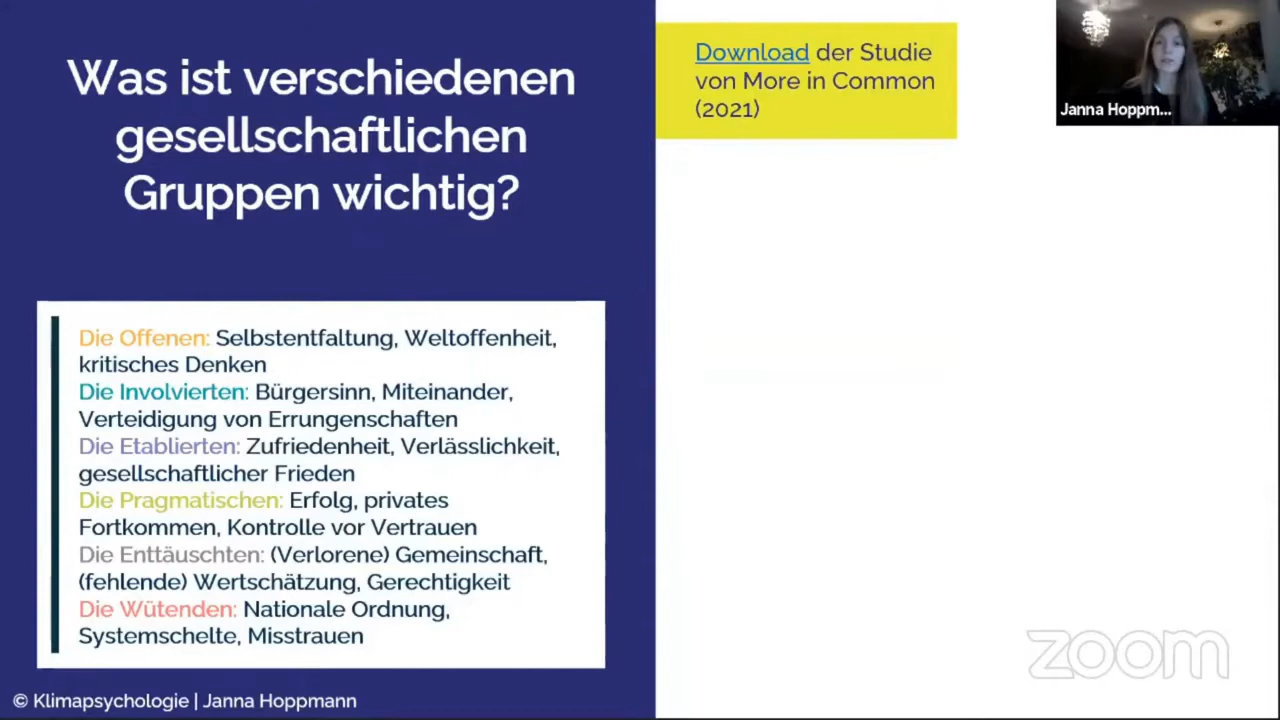 Was ist verschiedenen
gesellschaftlichen
Gruppen wichtig?
Die Offenen: Selbstentfaltung, Weltoffenheit,
kritisches Denken
Die Involvierten: Bürgersinn, Miteinander,
Verteidigung von Errungenschaften
Die Etablierten: Zufriedenheit, Verlässlichkeit,
gesellschaftlicher Frieden
Die Pragmatischen: Erfolg, privates
Fortkommen, Kontrolle vor Vertrauen
Die Enttäuschten: (Verlorene) Gemeinschaft,
(fehlende) Wertschätzung, Gerechtigkeit
Die Wütenden: Nationale Ordnung,
Systemschelte, Misstrauen
© Klimapsychologie | Janna Hoppmann
Download der Studie
von More in Common
(2021)
Janna Hoppm...
zoom